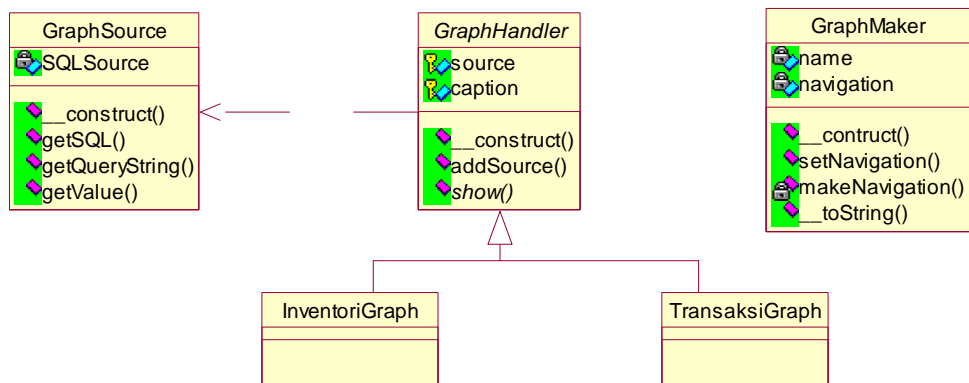 GraphSource
SQLSource
__construct()
getSQL()
getQueryString()
getValue()
GraphHandler
source
caption
__construct()
addSource()
show()
GraphMaker
name
navigation
__contruct()
setNavigation()
makeNavigation()
__toString()
InventoriGraph
TransaksiGraph